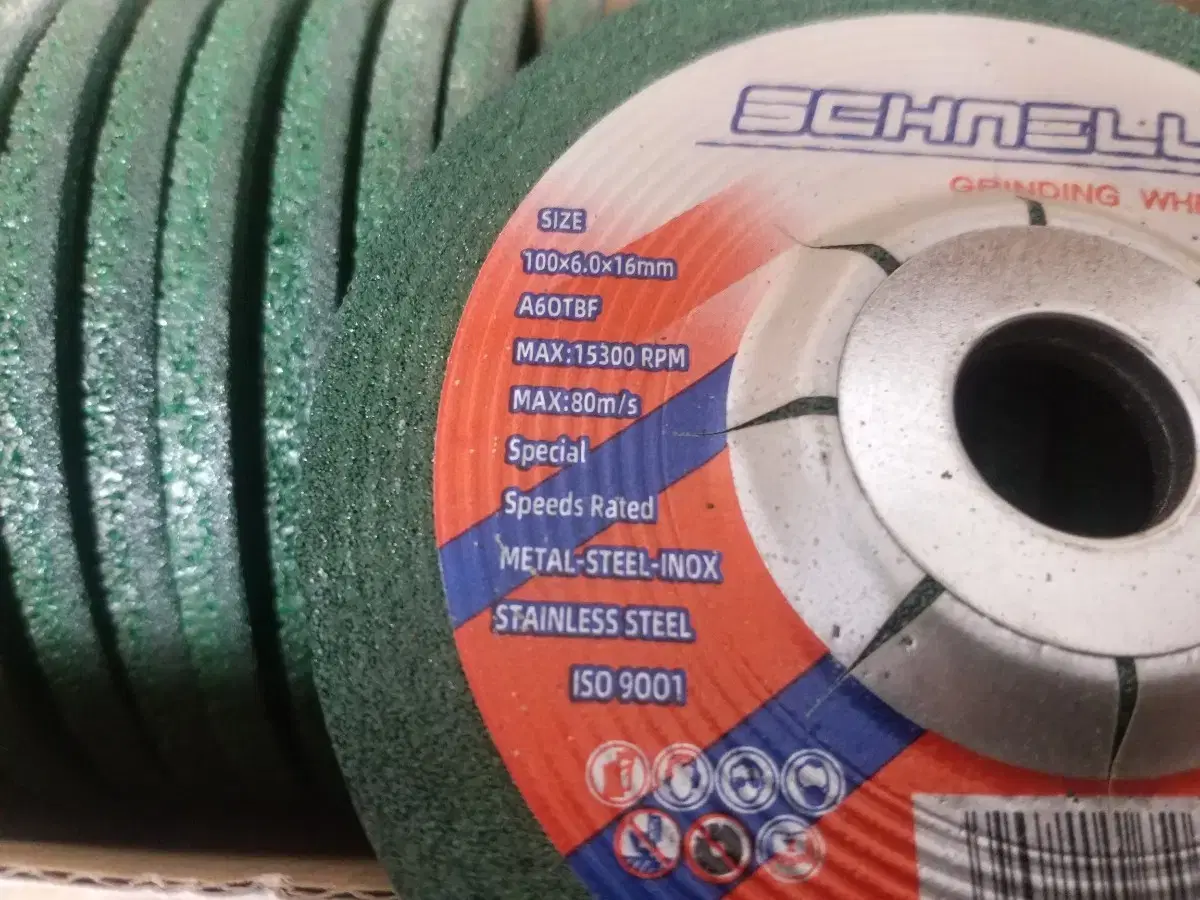 SCHNELL
GRINDING
SIZE
100×6.0×16mm
A60TBF
MAX:15300 RPM
MAX:80m/s
Special
Speeds Rated
METAL-STEEL-INOX
STAINLESS STEEL
ISO 9001